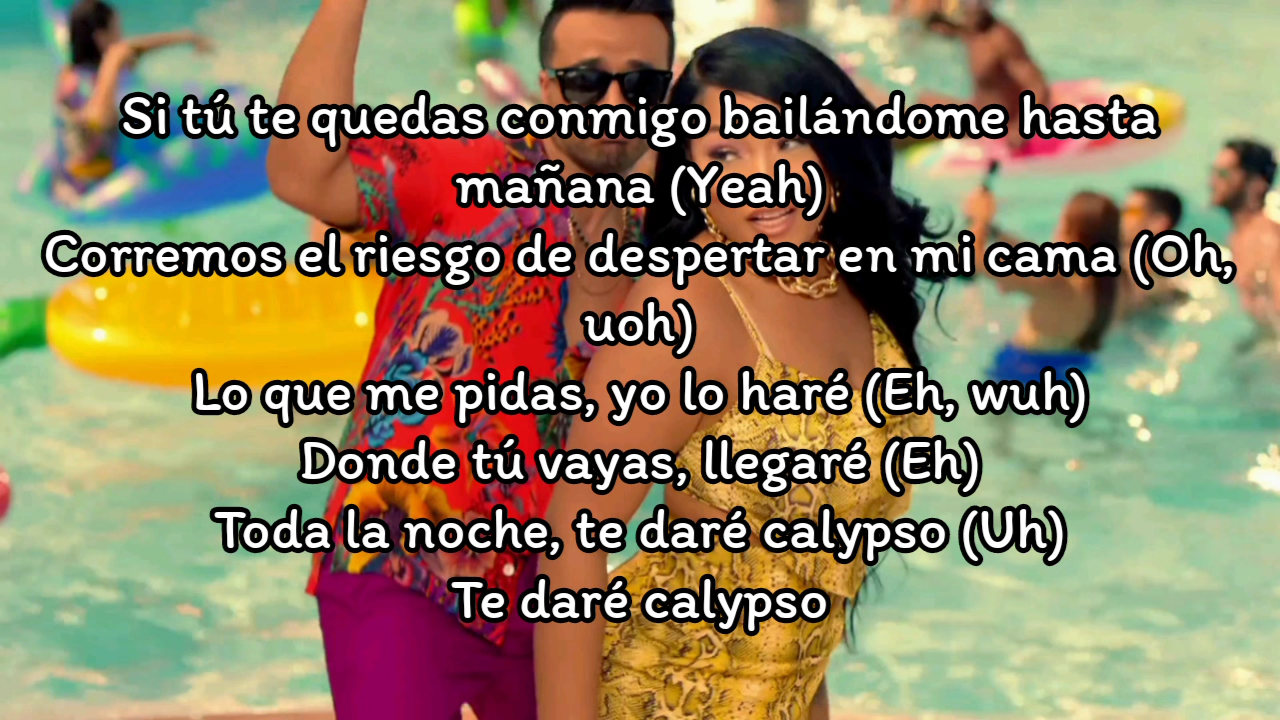 Si tú te quedas conmigo bailándome hasta
mañana (Yeah)
Corremos el riesgo de despertar en mi cama (Oh,
uoh)
Lo que me pidas, yo lo haré (Eh, wuh)
Donde tú vayas, llegaré (Eh)
Toda la noche, te daré calypso (Uh)
Te daré calypso